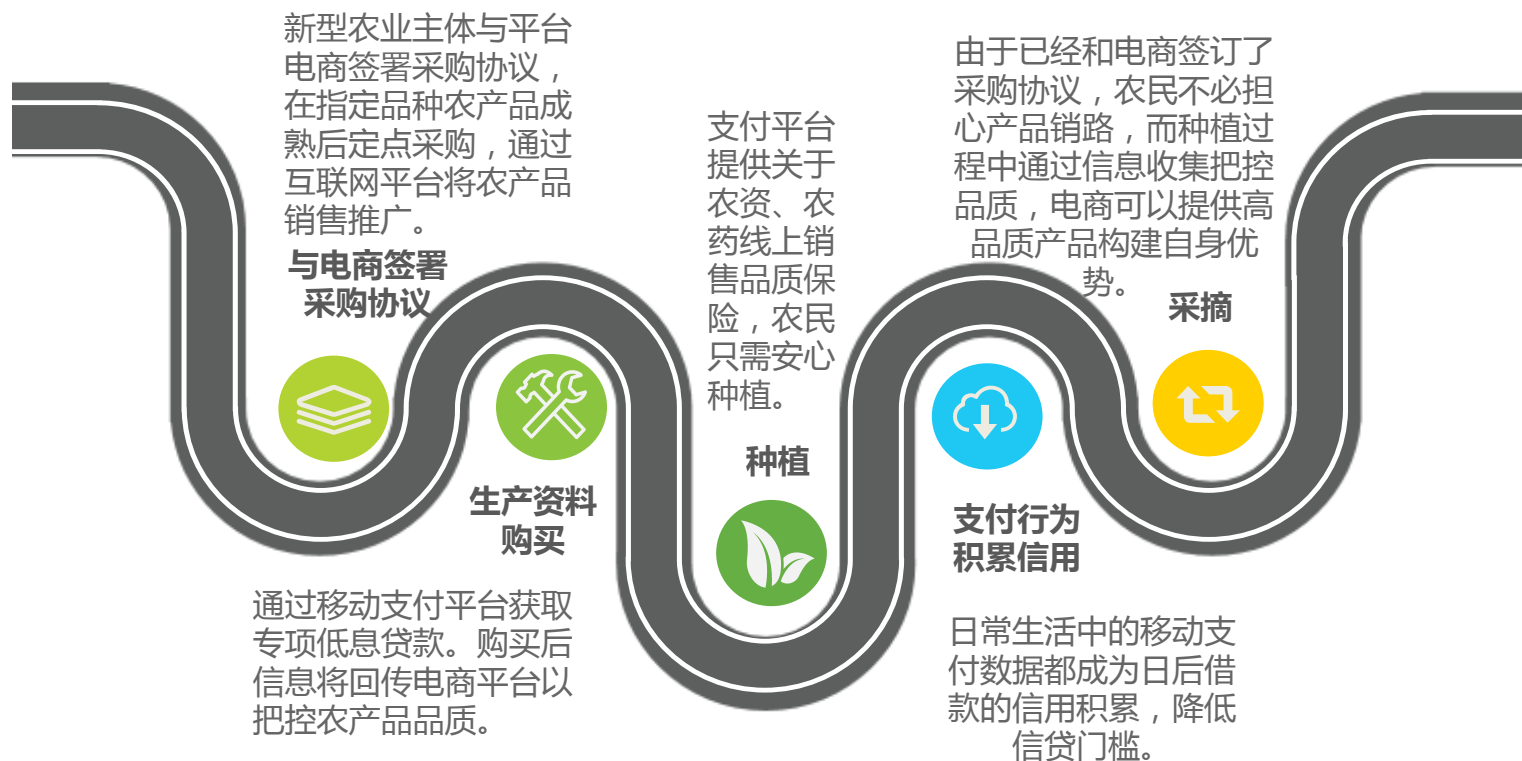 新型农业主体与平台
电商签署采购协议，
在指定品种农产品成
熟后定点采购，通过
互联网平台将农产品
销售推广。
与电商签署
采购协议
生产资料
购买
通过移动支付平台获取
专项低息贷款。购买后
信息将回传电商平台以
把控农产品品质。
支付平台
提供关于
农资、农
药线上销
售品质保
险，农民
只需安心
种植。
种植
支付行为
积累信用
日常生活中的移动支
付数据都成为日后借
款的信用积累，降低
信贷门槛。
由于已经和电商签订了
采购协议，农民不必担
心产品销路，而种植过
程中通过信息收集把控
品质，电商可以提供高
品质产品构建自身优
势。
采摘